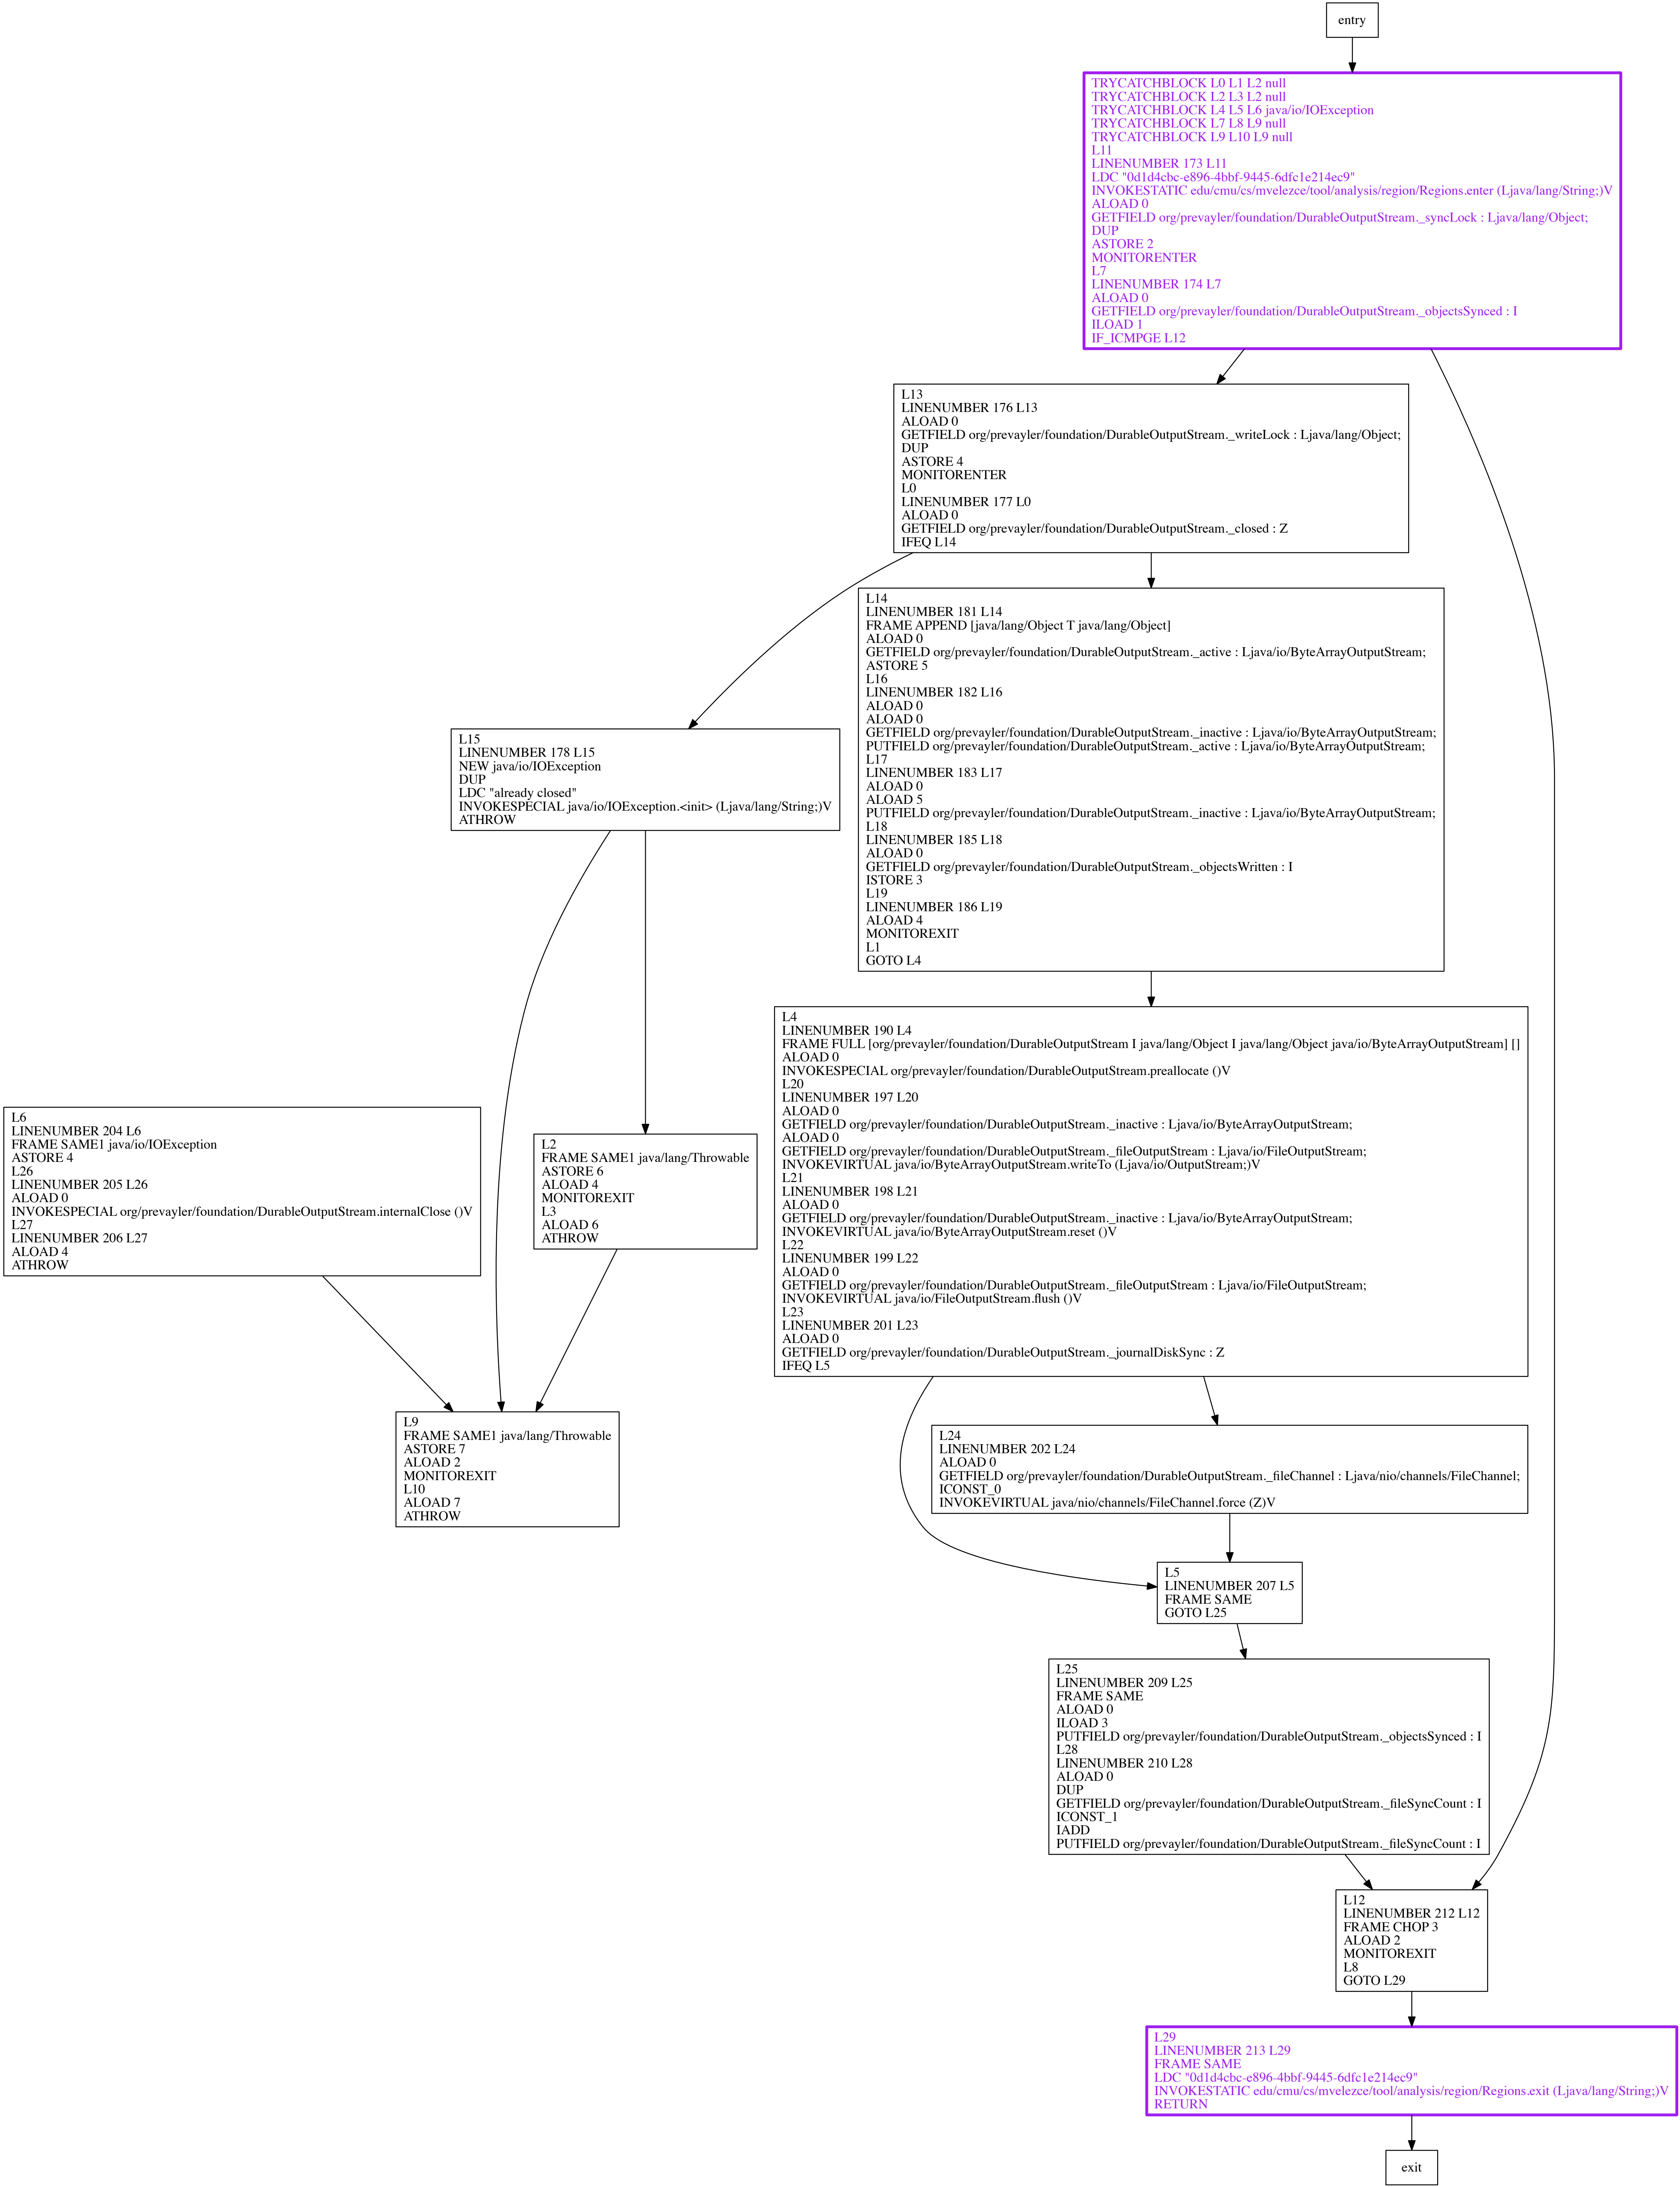 entry
TRYCATCHBLOCK L0 L1 L2 null
TRYCATCHBLOCK L2 L3 L2 null
TRYCATCHBLOCK L4 L5 L6 java/io/IOException
TRYCATCHBLOCK L7 L8 L9 null
TRYCATCHBLOCK L9 L10 L9 null
L11
LINENUMBER 173 L11
LDC "0d1d4cbc-e896-4bbf-9445-6dfc1e214ec9"
INVOKESTATIC edu/cmu/cs/mvelezce/tool/analysis/region/Regions.enter (Ljava/lang/String;)V
ALOAD 0
GETFIELD org/prevayler/foundation/DurableOutputStream._syncLock : Ljava/lang/Object;
DUP
ASTORE 2
MONITORENTER
L7
LINENUMBER 174 L7
ALOAD 0
GETFIELD org/prevayler/foundation/DurableOutputStream._objectsSynced : I
ILOAD 1
IF_ICMPGE L12
L13
LINENUMBER 176 L13
ALOAD 0
GETFIELD org/prevayler/foundation/DurableOutputStream._writeLock : Ljava/lang/Object;
DUP
ASTORE 4
MONITORENTER
L0
LINENUMBER 177 L0
ALOAD 0
GETFIELD org/prevayler/foundation/DurableOutputStream._closed : Z
IFEQ L14
L14
LINENUMBER 181 L14
FRAME APPEND [java/lang/Object T java/lang/Object]
ALOAD 0
GETFIELD org/prevayler/foundation/DurableOutputStream._active : Ljava/io/ByteArrayOutputStream;
ASTORE 5
L16
LINENUMBER 182 L16
ALOAD 0
ALOAD 0
GETFIELD org/prevayler/foundation/DurableOutputStream._inactive : Ljava/io/ByteArrayOutputStream;
PUTFIELD org/prevayler/foundation/DurableOutputStream._active : Ljava/io/ByteArrayOutputStream;
L17
LINENUMBER 183 L17
ALOAD 0
ALOAD 5
PUTFIELD org/prevayler/foundation/DurableOutputStream._inactive : Ljava/io/ByteArrayOutputStream;
L18
LINENUMBER 185 L18
ALOAD 0
GETFIELD org/prevayler/foundation/DurableOutputStream._objectsWritten : I
ISTORE 3
L19
LINENUMBER 186 L19
ALOAD 4
MONITOREXIT
L1
GOTO L4
L15
LINENUMBER 178 L15
NEW java/io/IOException
DUP
LDC "already closed"
INVOKESPECIAL java/io/IOException.<init> (Ljava/lang/String;)V
ATHROW
L4
LINENUMBER 190 L4
FRAME FULL [org/prevayler/foundation/DurableOutputStream I java/lang/Object I java/lang/Object java/io/ByteArrayOutputStream] []
ALOAD 0
INVOKESPECIAL org/prevayler/foundation/DurableOutputStream.preallocate ()V
L20
LINENUMBER 197 L20
ALOAD 0
GETFIELD org/prevayler/foundation/DurableOutputStream._inactive : Ljava/io/ByteArrayOutputStream;
ALOAD 0
GETFIELD org/prevayler/foundation/DurableOutputStream._fileOutputStream : Ljava/io/FileOutputStream;
INVOKEVIRTUAL java/io/ByteArrayOutputStream.writeTo (Ljava/io/OutputStream;)V
L21
LINENUMBER 198 L21
ALOAD 0
GETFIELD org/prevayler/foundation/DurableOutputStream._inactive : Ljava/io/ByteArrayOutputStream;
INVOKEVIRTUAL java/io/ByteArrayOutputStream.reset ()V
L22
LINENUMBER 199 L22
ALOAD 0
GETFIELD org/prevayler/foundation/DurableOutputStream._fileOutputStream : Ljava/io/FileOutputStream;
INVOKEVIRTUAL java/io/FileOutputStream.flush ()V
L23
LINENUMBER 201 L23
ALOAD 0
GETFIELD org/prevayler/foundation/DurableOutputStream._journalDiskSync : Z
IFEQ L5
L6
LINENUMBER 204 L6
FRAME SAME1 java/io/IOException
ASTORE 4
L26
LINENUMBER 205 L26
ALOAD 0
INVOKESPECIAL org/prevayler/foundation/DurableOutputStream.internalClose ()V
L27
LINENUMBER 206 L27
ALOAD 4
ATHROW
L2
FRAME SAME1 java/lang/Throwable
ASTORE 6
ALOAD 4
MONITOREXIT
L3
ALOAD 6
ATHROW
L9
FRAME SAME1 java/lang/Throwable
ASTORE 7
ALOAD 2
MONITOREXIT
L10
ALOAD 7
ATHROW
L24
LINENUMBER 202 L24
ALOAD 0
GETFIELD org/prevayler/foundation/DurableOutputStream._fileChannel : Ljava/nio/channels/FileChannel;
ICONST_0
INVOKEVIRTUAL java/nio/channels/FileChannel.force (Z)V
L5
LINENUMBER 207 L5
FRAME SAME
GOTO L25
L25
LINENUMBER 209 L25
FRAME SAME
ALOAD 0
ILOAD 3
PUTFIELD org/prevayler/foundation/DurableOutputStream._objectsSynced : I
L28
LINENUMBER 210 L28
ALOAD 0
DUP
GETFIELD org/prevayler/foundation/DurableOutputStream._fileSyncCount : I
ICONST_1
IADD
PUTFIELD org/prevayler/foundation/DurableOutputStream._fileSyncCount : I
L12
LINENUMBER 212 L12
FRAME CHOP 3
ALOAD 2
MONITOREXIT
L8
GOTO L29
L29
LINENUMBER 213 L29
FRAME SAME
LDC "0d1d4cbc-e896-4bbf-9445-6dfc1e214ec9"
INVOKESTATIC edu/cmu/cs/mvelezce/tool/analysis/region/Regions.exit (Ljava/lang/String;)V
RETURN
exit